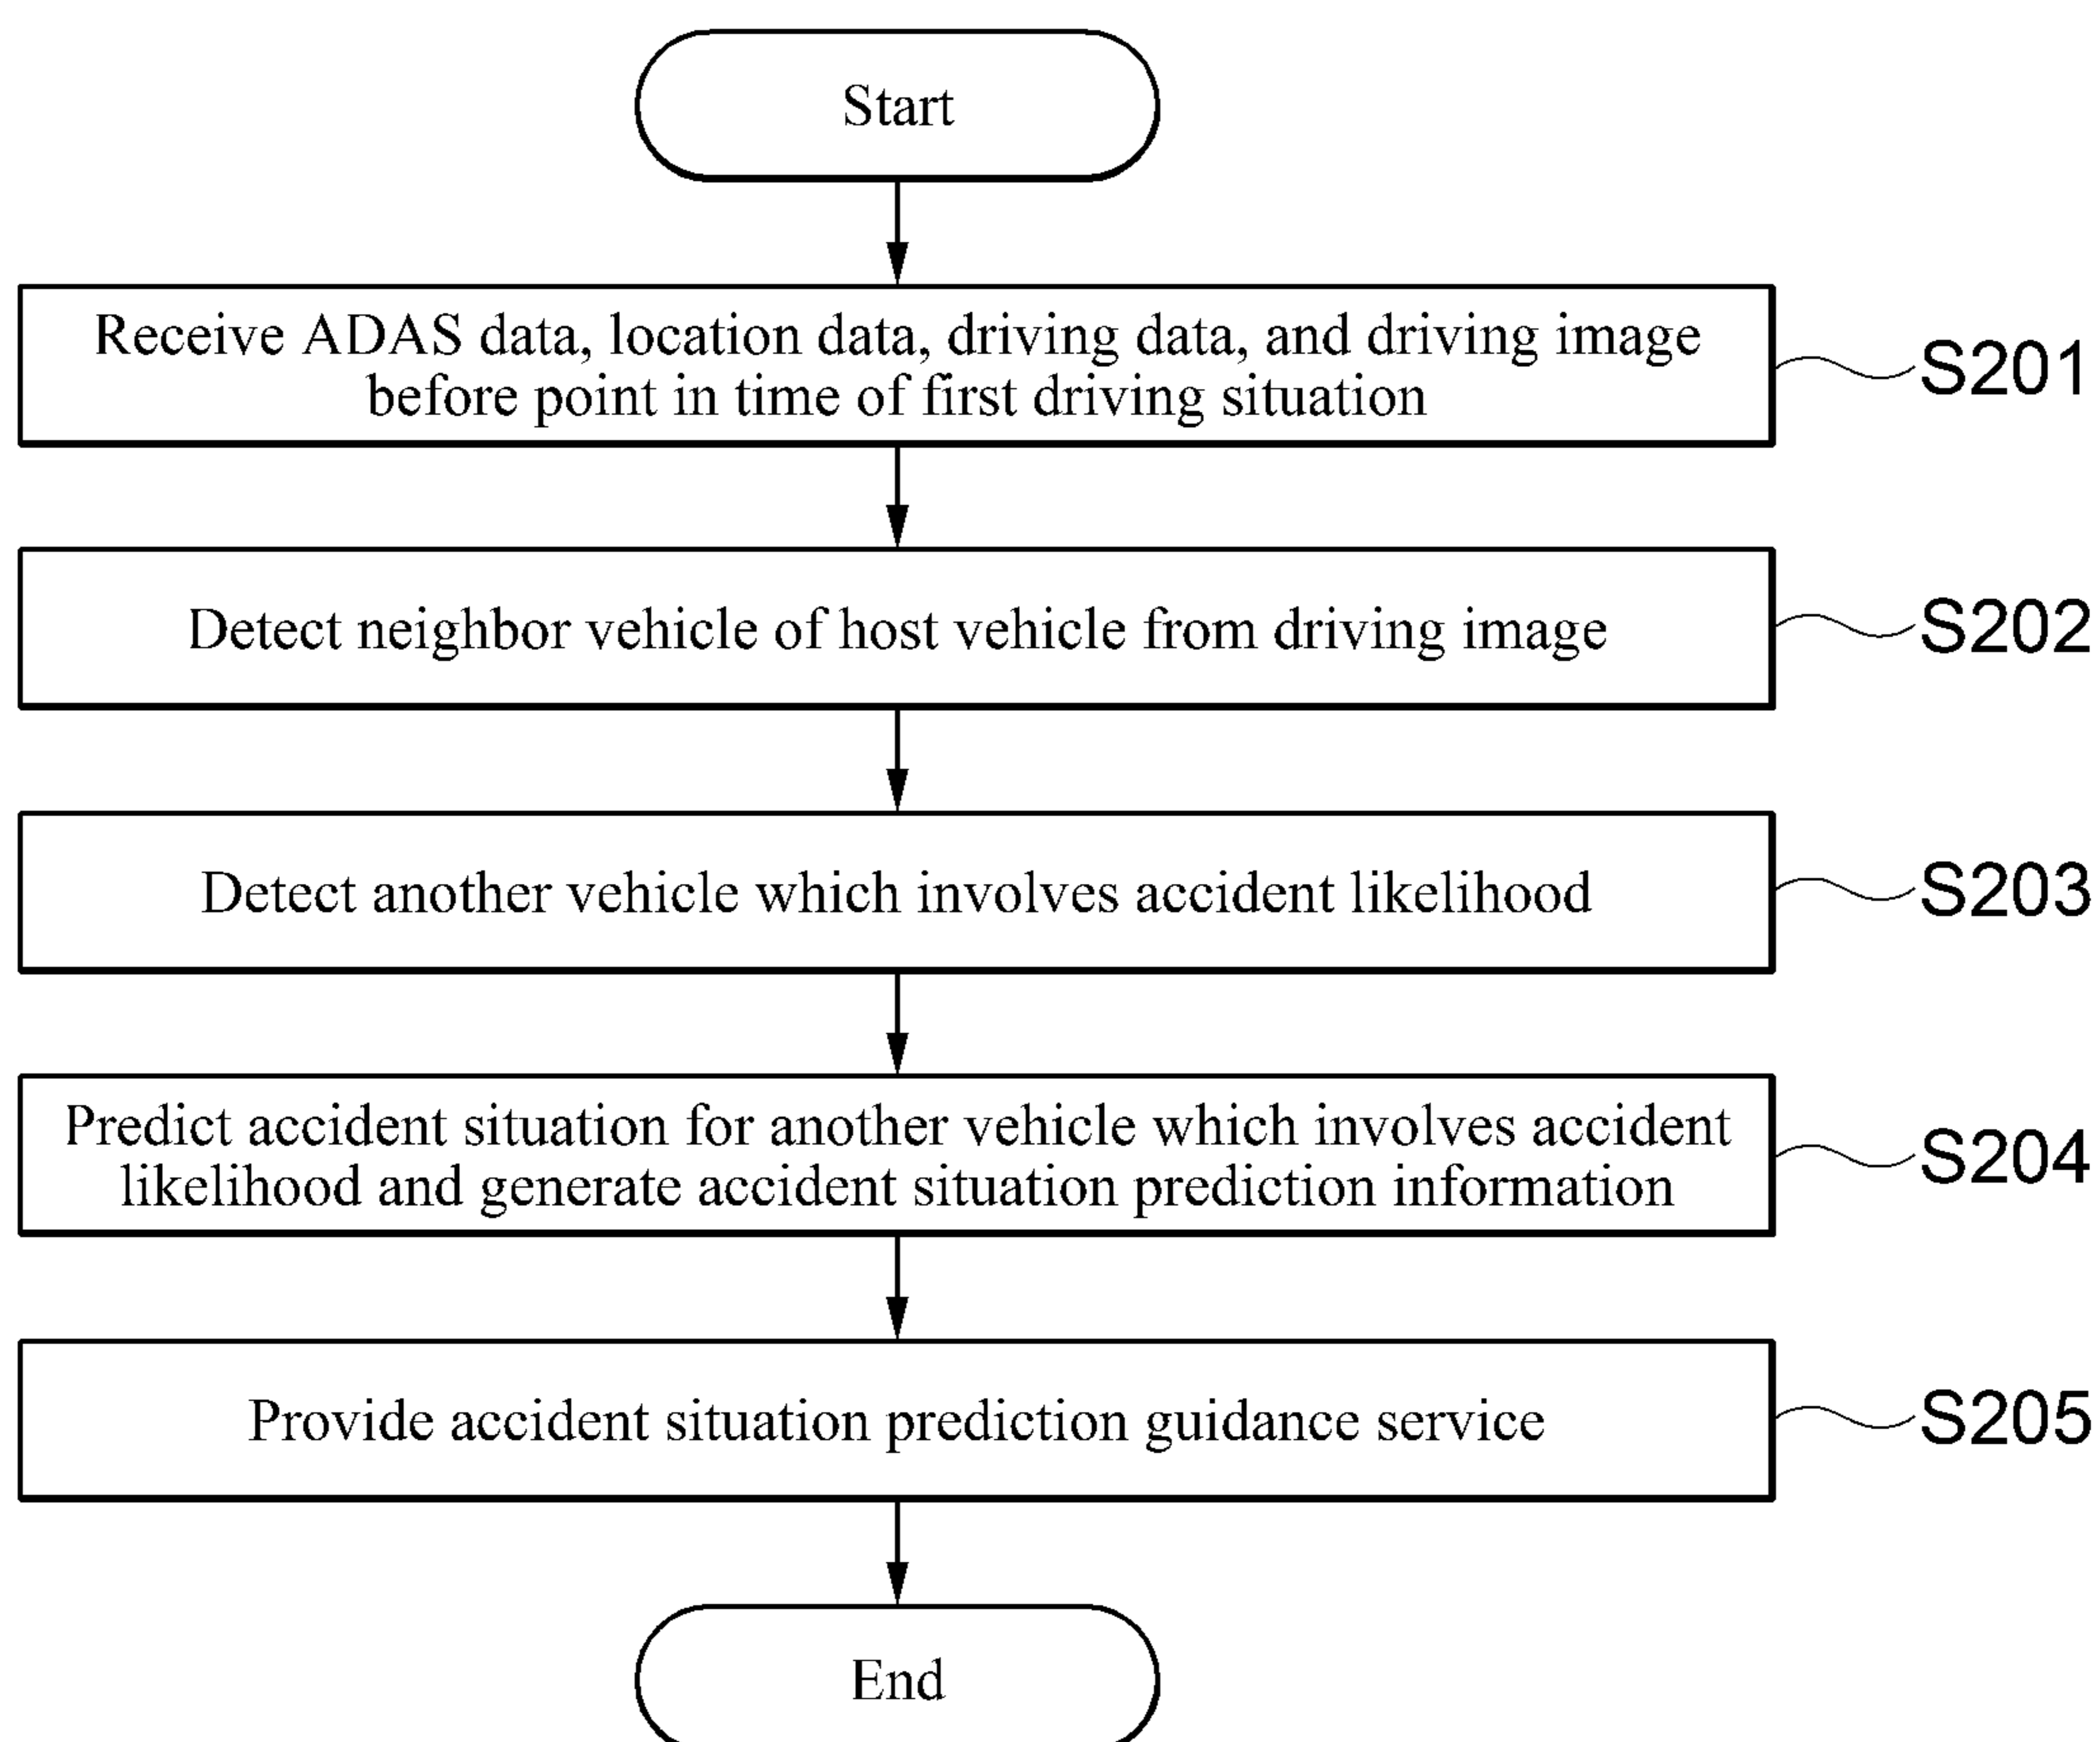 Start
Receive ADAS data, location data, driving data, and driving image
before point in time of first driving situation
S201
Detect neighbor vehicle of host vehicle from driving image
S202
Detect another vehicle which involves accident likelihood
S203
Predict accident situation for another vehicle which involves accident
likelihood and generate accident situation prediction information
S204
Provide accident situation prediction guidance service
S205
End